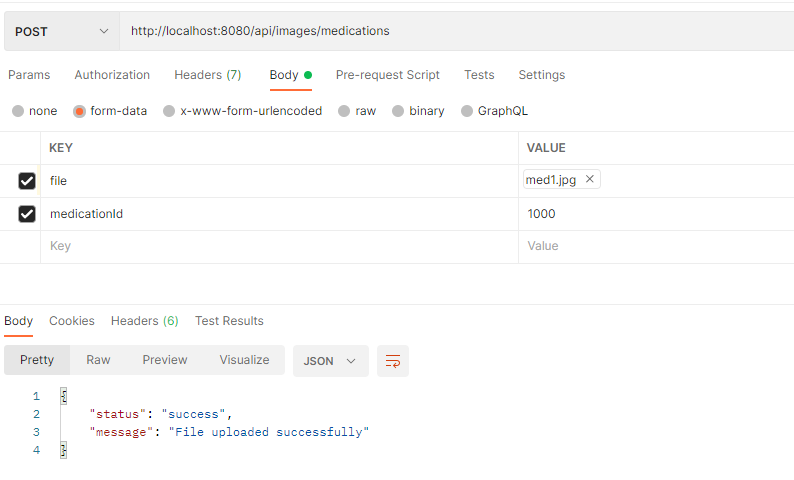 POST http://localhost:8080/api/images/medications
Params Authorization Headers (7) Body Pre-request Script Tests Settings
none form-data x-www-form-urlencoded raw binary GraphQL
KEY VALUE
file med1.jpg
medicationId 1000
Key Value
Body Cookies Headers (6) Test Results
Pretty Raw Preview Visualize JSON
1 {
2 "status": "success",
3 "message": "File uploaded successfully"
4 }